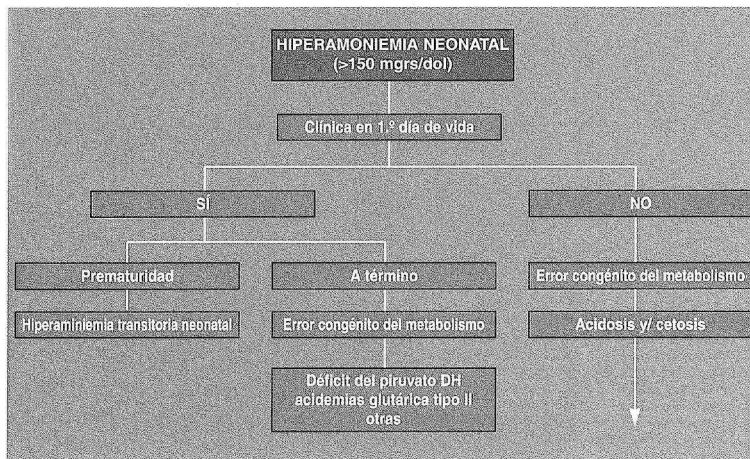 HIPERAMONIEMIA NEONATAL
(>150 mgrs/dol)
Clínica en 1.º día de vida
SÍ
NO
Prematuridad
A término
Error congénito del metabolismo
Hiperaminiemia transitoria neonatal
Error congénito del metabolismo
Acidosis y/ cetosis
Déficit del piruvato DH
acidemias glutárica tipo II
otras